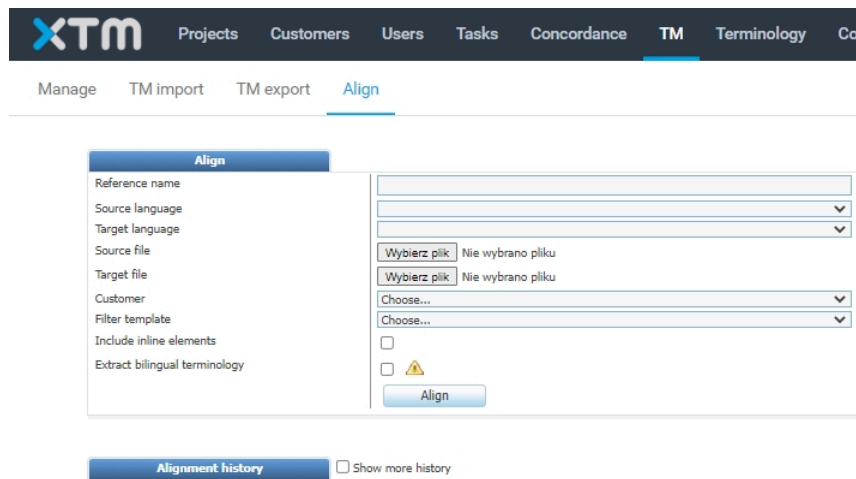 XTM Projects Customers Users Tasks Concordance TM Terminology Co
Manage TM import TM export Align
Align
Reference name
Source language
Target language
Source file Wybierz plik Nie wybrano pliku
Target file Wybierz plik Nie wybrano pliku
Customer Choose...
Filter template Choose...
Include inline elements
Extract bilingual terminology
Align
Alignment history Show more history